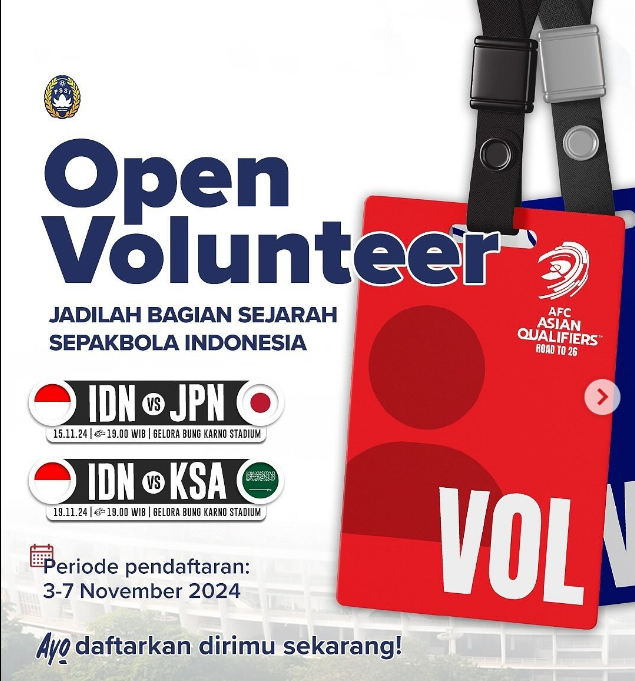 PSSI
Open
Volunteer
JADILAH BAGIAN SEJARAH
SEPAKBOLA INDONESIA
IDN VS JPN
15.11.24 | 19.00 WIB | GELORA BUNG KARNO STADIUM
IDN VS KSA
19.11.24 | 19.00 WIB | GELORA BUNG KARNO STADIUM
Periode pendaftaran:
3-7 November 2024
Ayo daftarkan dirimu sekarang!
AFC
ASIAN
QUALIFIERS™
ROAD TO 26
VOL
V